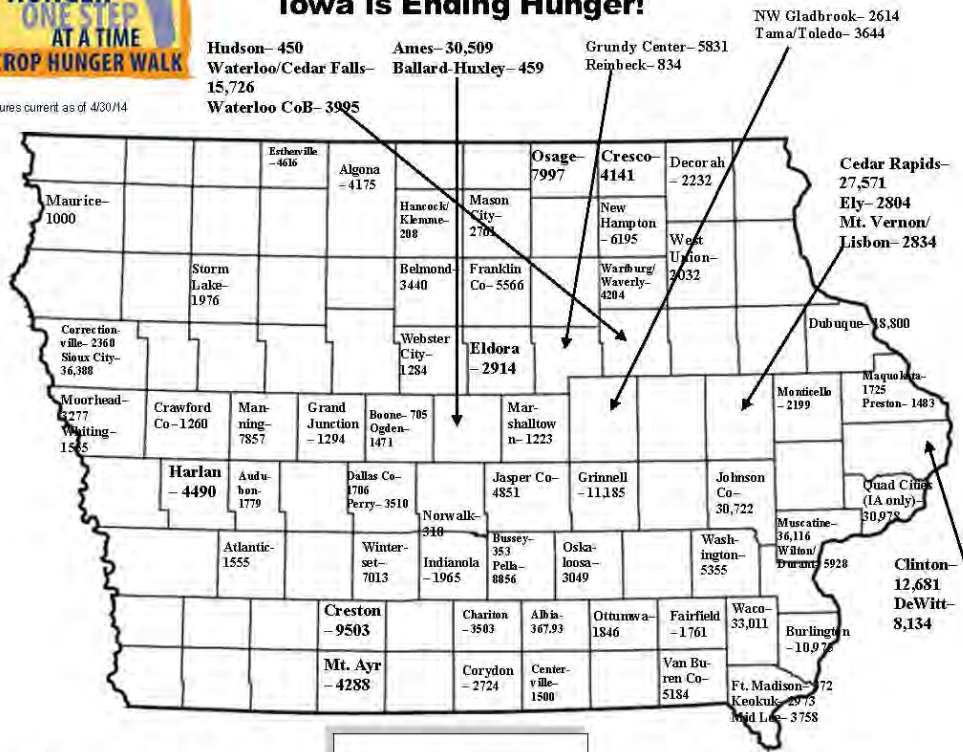 HUNGER
ONE STEP
AT A TIME
CROP HUNGER WALK
Iowa Is Ending Hunger!
ures current as of 4/30/14
Hudson– 450
Waterloo/Cedar Falls–
15,726
Waterloo CoB– 3995
Ames– 30,509
Ballard-Huxley– 459
Grundy Center– 5831
Reinbeck– 834
NW Gladbrook– 2614
Tama/Toledo– 3644
Cedar Rapids–
27,571
Ely– 2804
Mt. Vernon/
Lisbon– 2834
Estherville
– 4616
Algona
– 4175
Osage–
7997
Cresco–
4141
Decorah
– 2232
Maurice–
1000
Hancock/
Klemme–
208
Mason
City–
2761
New
Hampton
– 6195
West
Union–
2032
Storm
Lake–
1976
Belmond–
3440
Franklin
Co– 5566
Wartburg/
Waverly–
4204
Correction-
ville– 2360
Sioux City–
36,388
Webster
City–
1284
Eldora
– 2914
Dubuque– 18,800
Moorhead–
3277
Whiting–
1555
Crawford
Co– 1260
Man-
ning–
7857
Grand
Junction
– 1294
Boone– 705
Ogden–
1471
Mar-
shalltow
n– 1223
Monticello
– 2199
Maquoketa–
1725
Preston– 1483
Harlan
– 4490
Audu-
bon–
1779
Dallas Co–
1706
Perry– 3510
Jasper Co–
4851
Grinnell
– 11,185
Johnson
Co–
30,722
Quad Cities
(IA only)–
30,978
Norwalk–
318
Muscatine–
36,116
Wilton/
Durant– 5928
Atlantic–
1555
Winter-
set–
7013
Indianola
– 1965
Bussey–
353
Pella–
8856
Oska-
loosa–
3049
Wash-
ington–
5355
Clinton–
12,681
DeWitt–
8,134
Creston
– 9503
Chariton
– 3503
Albia–
367.93
Ottumwa–
1846
Fairfield
– 1761
Waco–
33,011
Burlington
Mt. Ayr
– 4288
Corydon
– 2724
Center-
ville–
1500
Van Bu-
ren Co–
5184
Ft. Madison–
Keokuk– 2973
Mid Lee– 3758